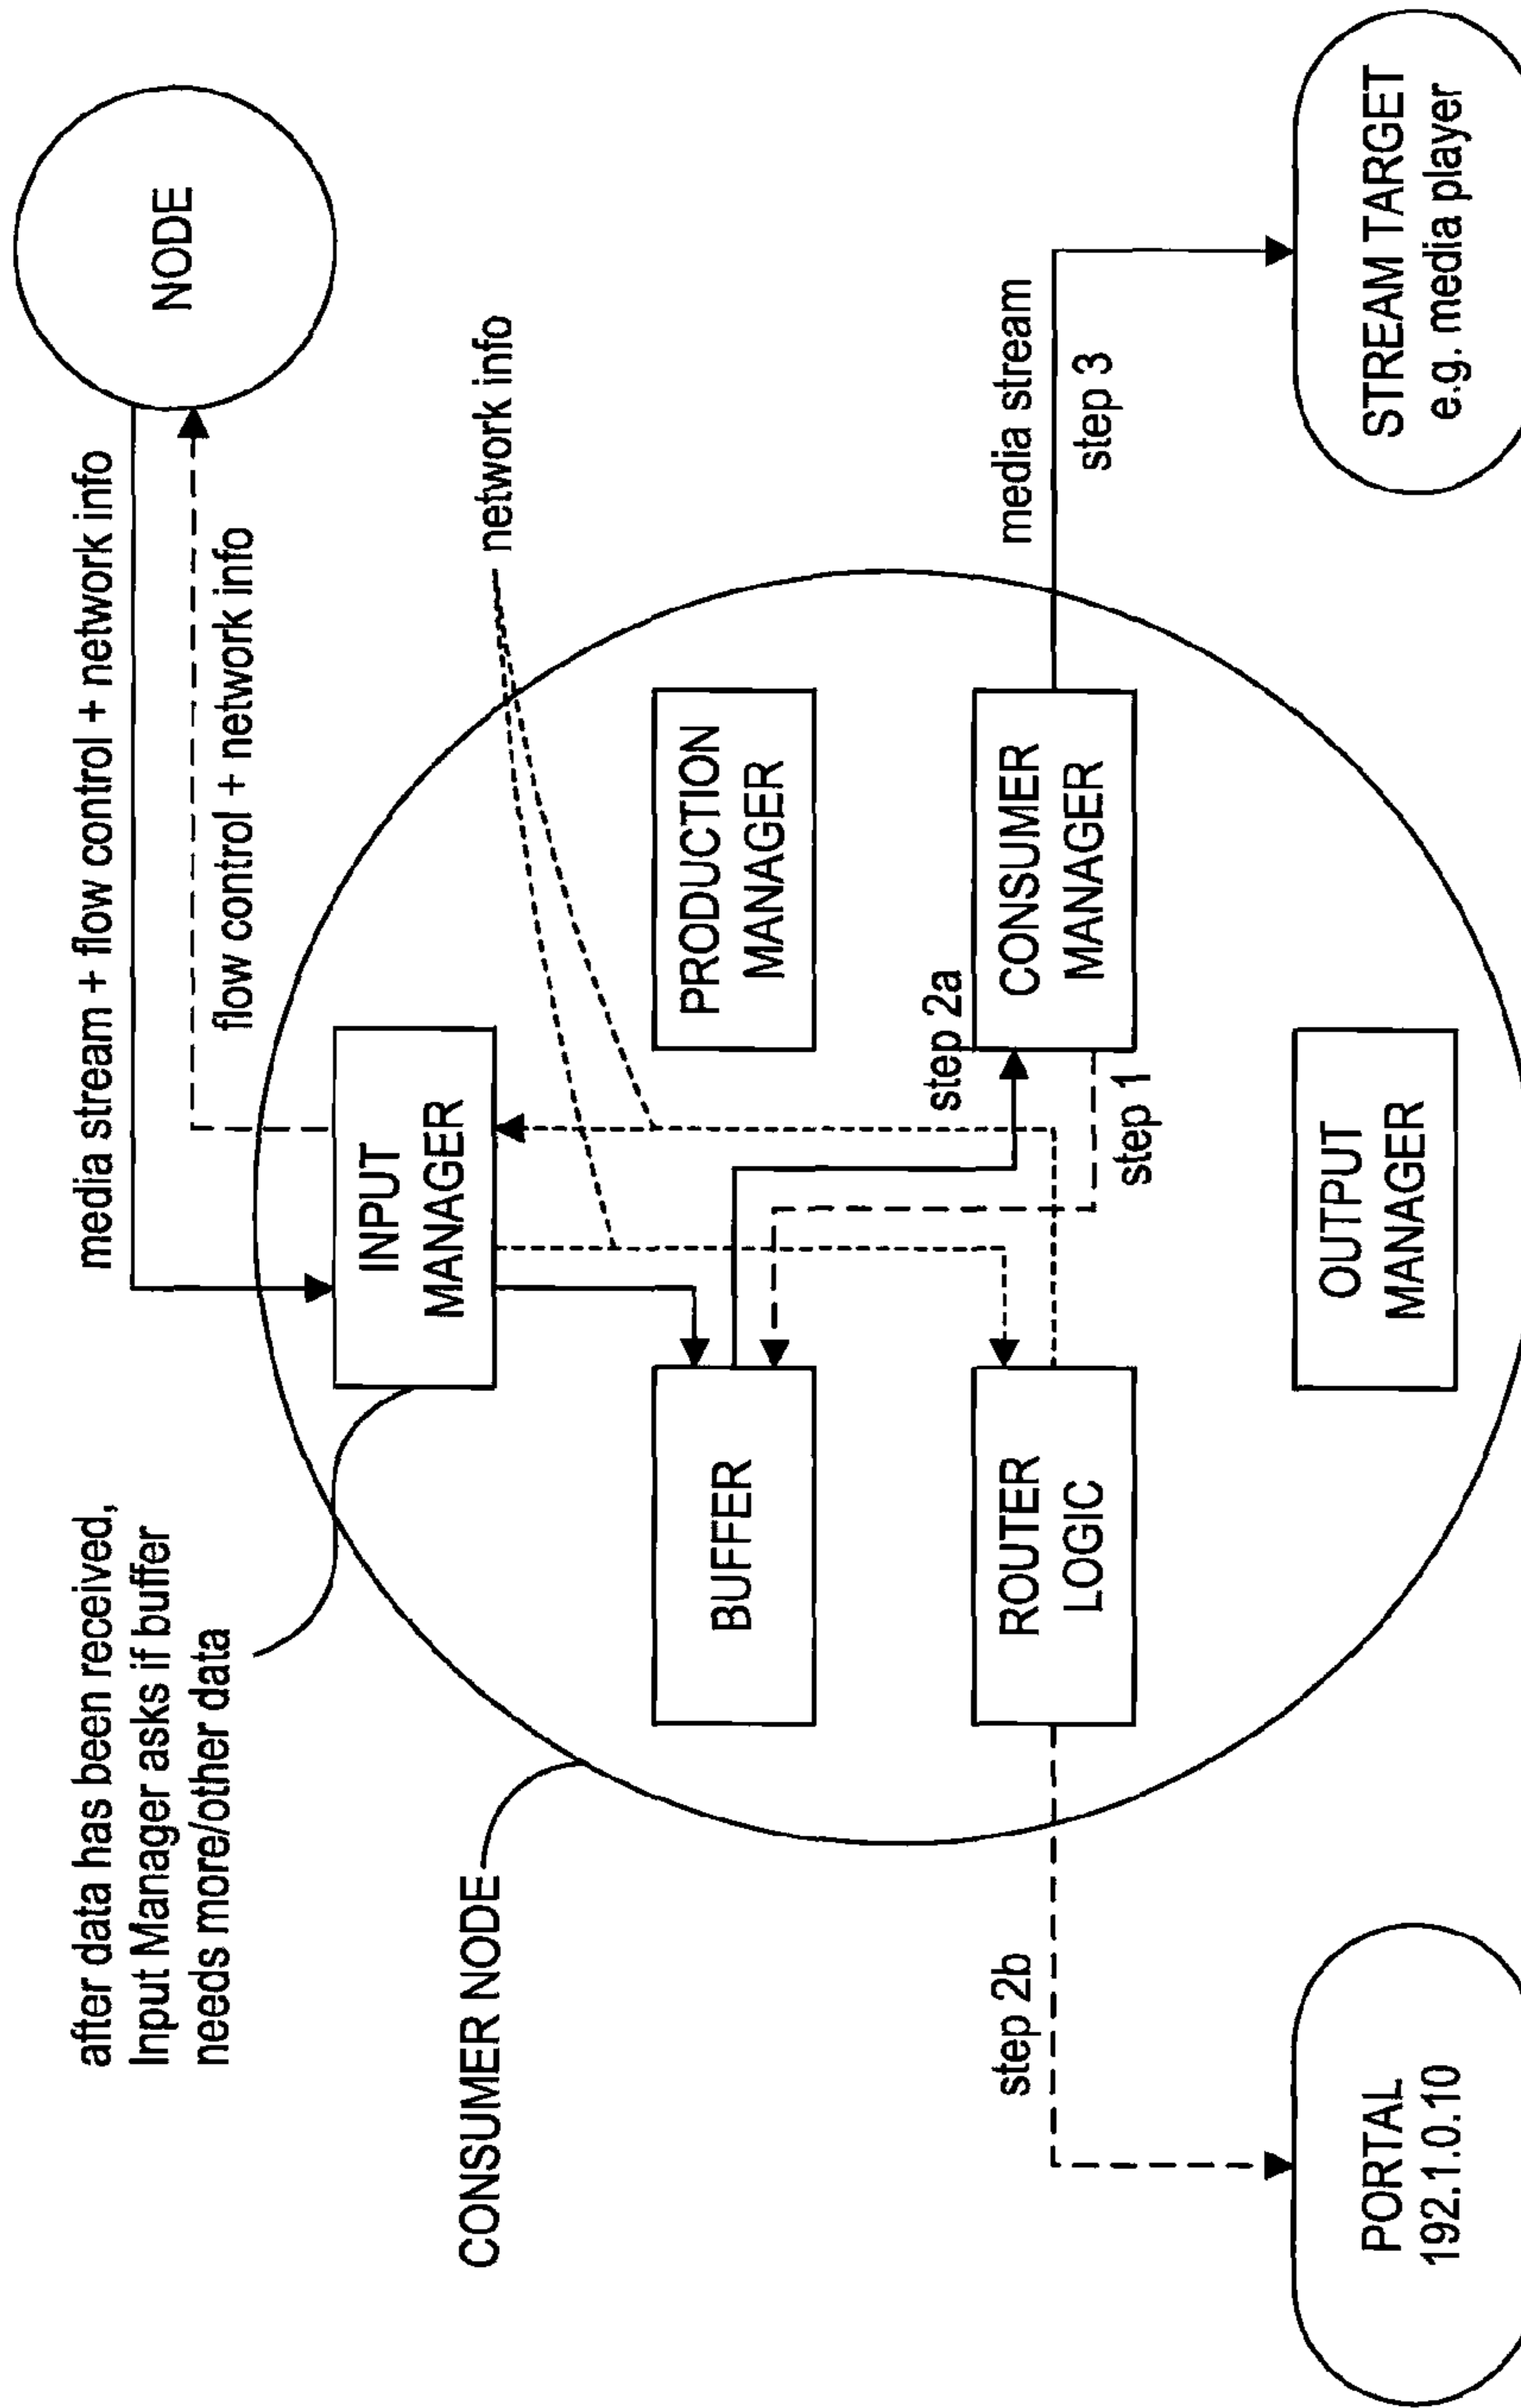 after data has been received,
Input Manager asks if buffer
needs more/other data
media stream + flow control + network info
flow control + network info
NODE
CONSUMER NODE
network info
INPUT
MANAGER
BUFFER
PRODUCTION
MANAGER
step 2a
step 1
ROUTER
LOGIC
CONSUMER
MANAGER
step 2b
media stream
step 3
OUTPUT
MANAGER
PORTAL
192.1.0.10
STREAM TARGET
e.g. media player